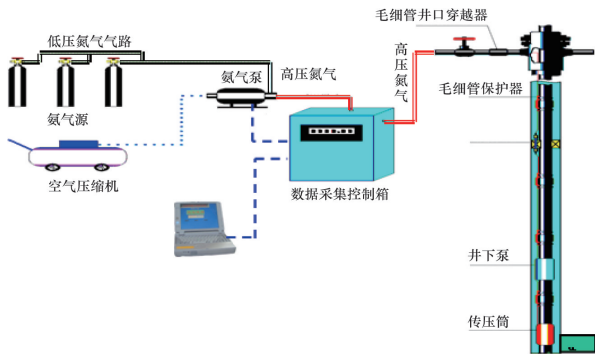 毛细管井口穿越器
低压氮气气路
氨气泵
高压氮气
高压氮气
毛细管保护器
氨气源
空气压缩机
数据采集控制箱
井下泵
传压筒